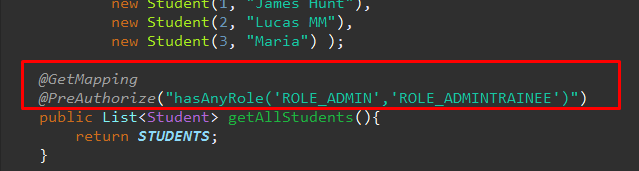 new Student(1, "James Hunt"),
new Student(2, "Lucas MM"),
new Student(3, "Maria") );
@GetMapping
@PreAuthorize("hasAnyRole('ROLE_ADMIN','ROLE_ADMINTRAINEE')")
public List<Student> getAllStudents(){
return STUDENTS;
}